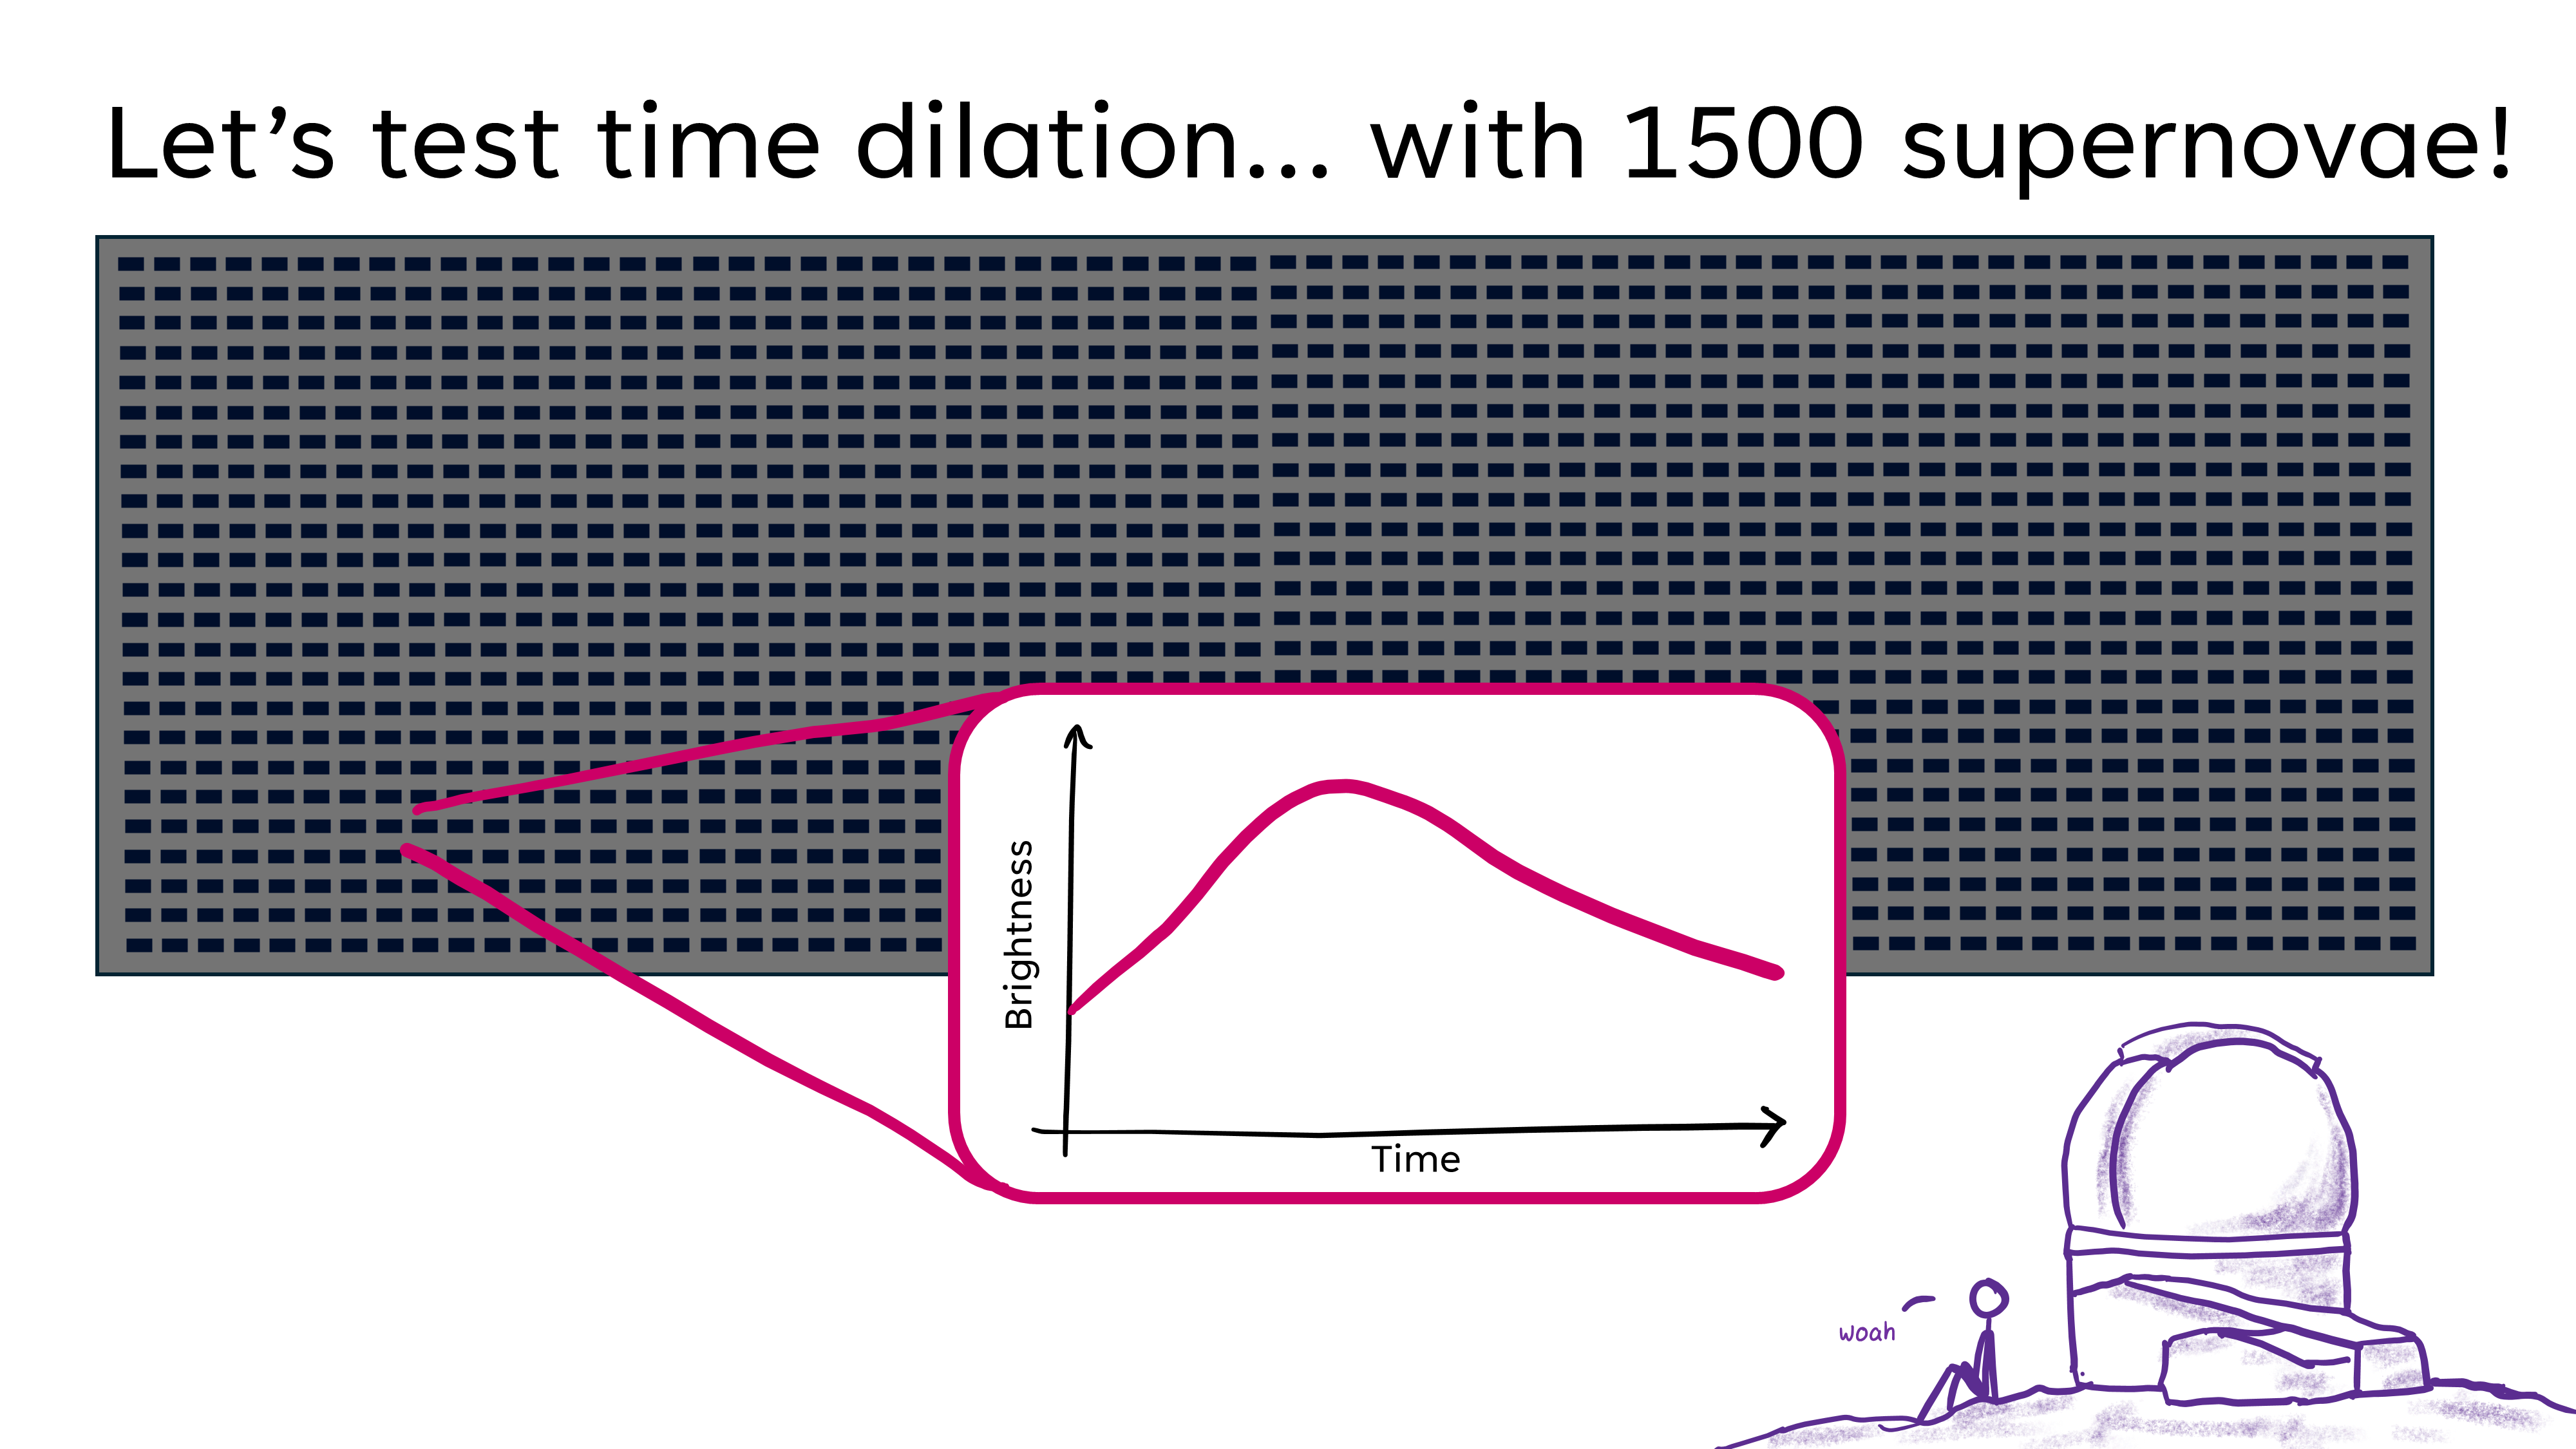 Let’s test time dilation... with 1500 supernovae!
Brightness
Time
woah